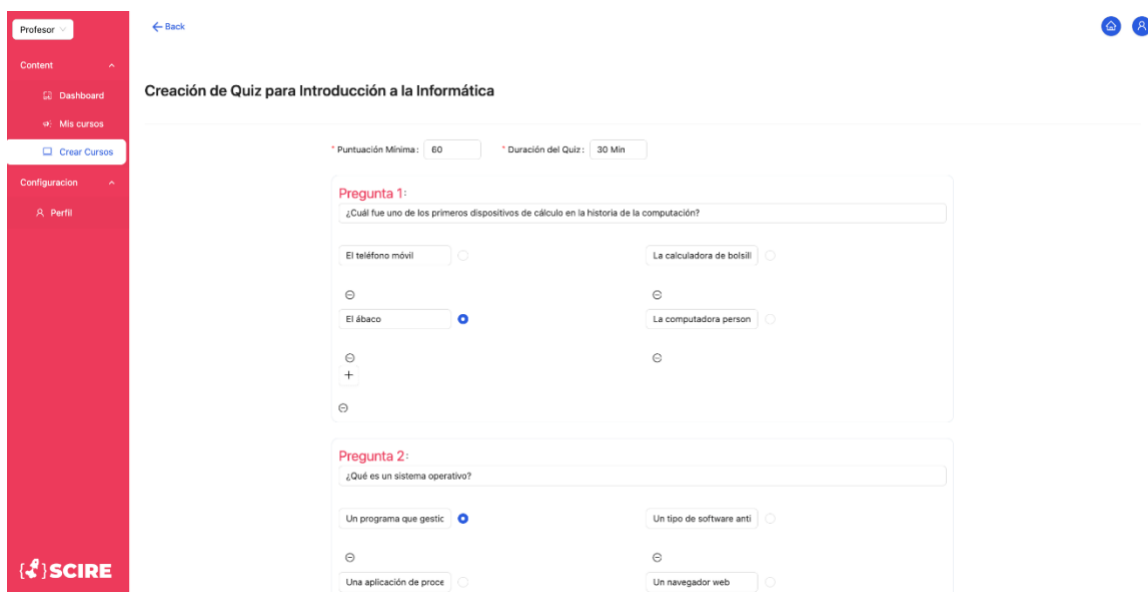 Profesor
Back
Content
Dashboard
Mis cursos
Crear Cursos
Configuracion
Perfil
Creación de Quiz para Introducción a la Informática
* Puntuación Mínima: 60 * Duración del Quiz: 30 Min
Pregunta 1:
¿Cuál fue uno de los primeros dispositivos de cálculo en la historia de la computación?
El teléfono móvil La calculadora de bolsill
El ábaco La computadora person
Pregunta 2:
¿Qué es un sistema operativo?
Un programa que gestic Un tipo de software anti
Una aplicación de proce Un navegador web
{ }SCIRE